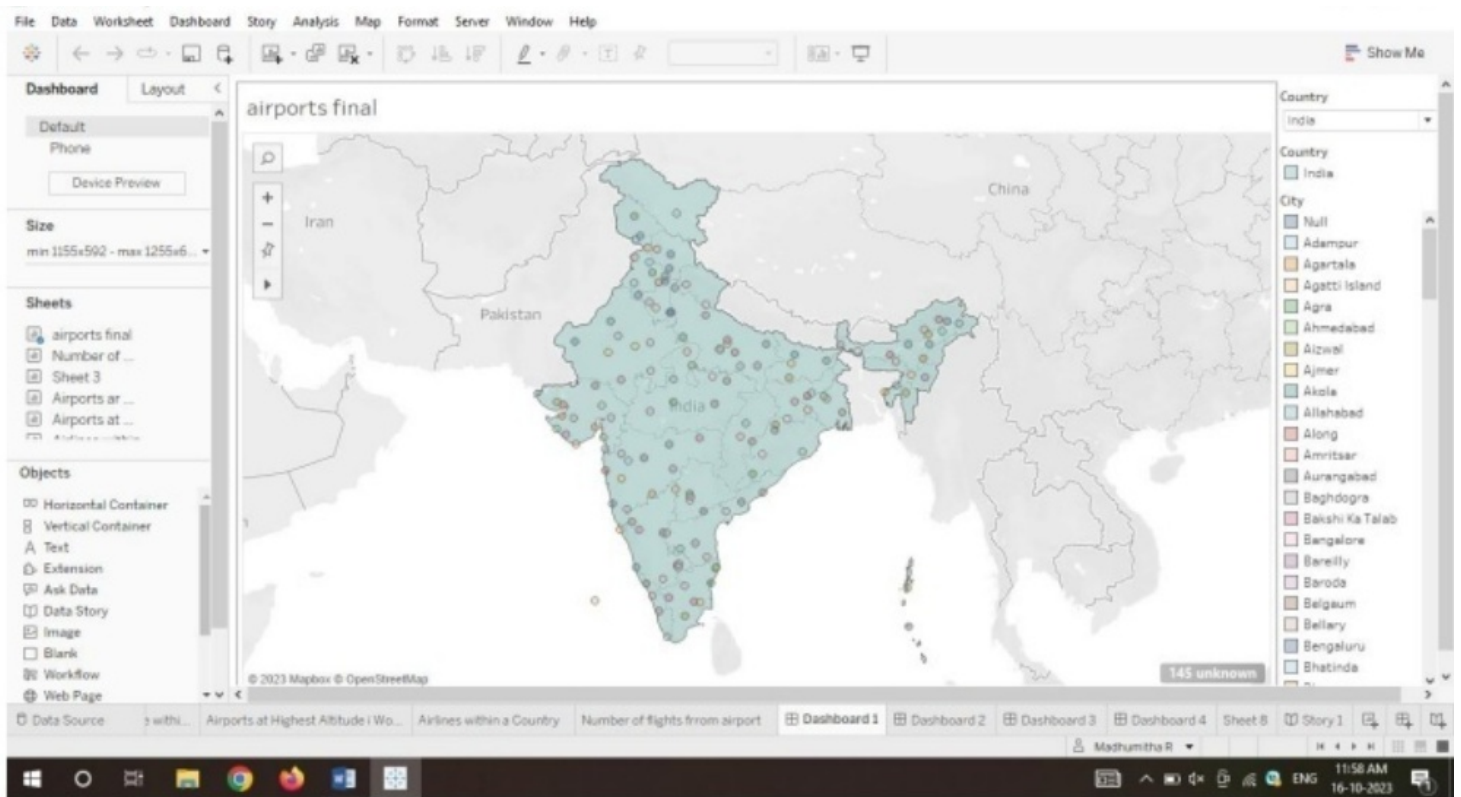 File Data Worksheet Dashboard Story Analysis Map Format Server Window Help
Show Me
Dashboard Layout
Default
Phone
Device Preview
Size
min 1155x592 - max 1255x6...
Sheets
airports final
Number of ...
Sheet 3
Airports ar ...
Airports at ...
Objects
Horizontal Container
Vertical Container
A Text
Extension
Ask Data
Data Story
Image
Blank
Workflow
Web Page
airports final
Iran
China
Pakistan
India
© 2023 Mapbox © OpenStreetMap
145 unknown
Country
India
Country
India
City
Null
Adampur
Agartala
Agatti Island
Agra
Ahmedabad
Aizwal
Ajmer
Akola
Allahabad
Along
Amritsar
Aurangabad
Baghdogra
Bakshi Ka Talab
Bangalore
Bareilly
Baroda
Belgaum
Bellary
Bengaluru
Bhatinda
Data Source withi... Airports at Highest Altitude i Wo... Airlines within a Country Number of flights frrom airport Dashboard 1 Dashboard 2 Dashboard 3 Dashboard 4 Sheet 8 Story 1
Madhumitha R
ENG
11:58 AM
16-10-2023